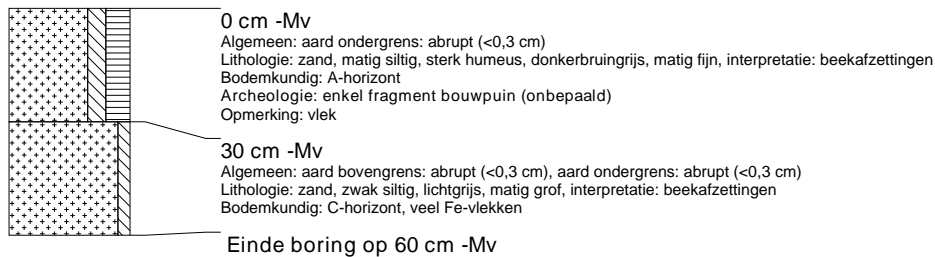 0 cm -Mv
Algemeen: aard ondergrens: abrupt (<0,3 cm)
Lithologie: zand, matig siltig, sterk humeus, donkerbruingrijs, matig fijn, interpretatie: beekafzettingen
Bodemkundig: A-horizont
Archeologie: enkel fragment bouwpuin (onbepaald)
Opmerking: vlek
30 cm -Mv
Algemeen: aard bovengrens: abrupt (<0,3 cm), aard ondergrens: abrupt (<0,3 cm)
Lithologie: zand, zwak siltig, lichtgrijs, matig grof, interpretatie: beekafzettingen
Bodemkundig: C-horizont, veel Fe-vlekken
Einde boring op 60 cm -Mv